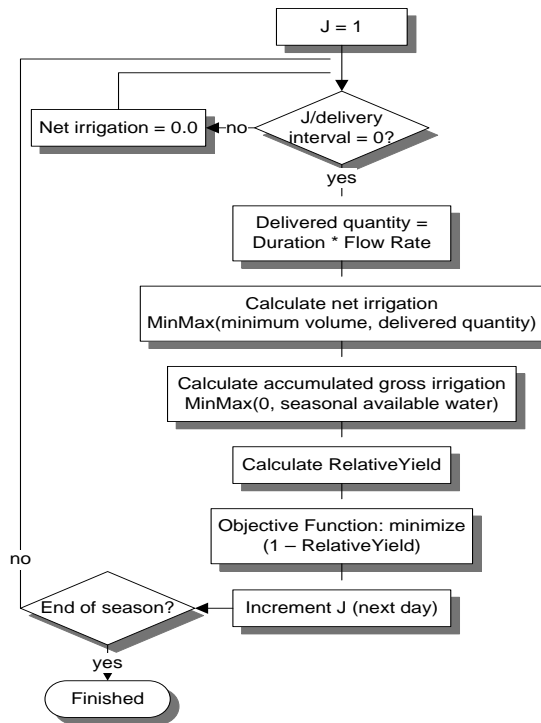 J = 1
J/delivery
interval = 0?
no
Net irrigation = 0.0
yes
Delivered quantity =
Duration * Flow Rate
Calculate net irrigation
MinMax(minimum volume, delivered quantity)
Calculate accumulated gross irrigation
MinMax(0, seasonal available water)
Calculate RelativeYield
Objective Function: minimize
(1 – RelativeYield)
Increment J (next day)
End of season?
no
yes
Finished